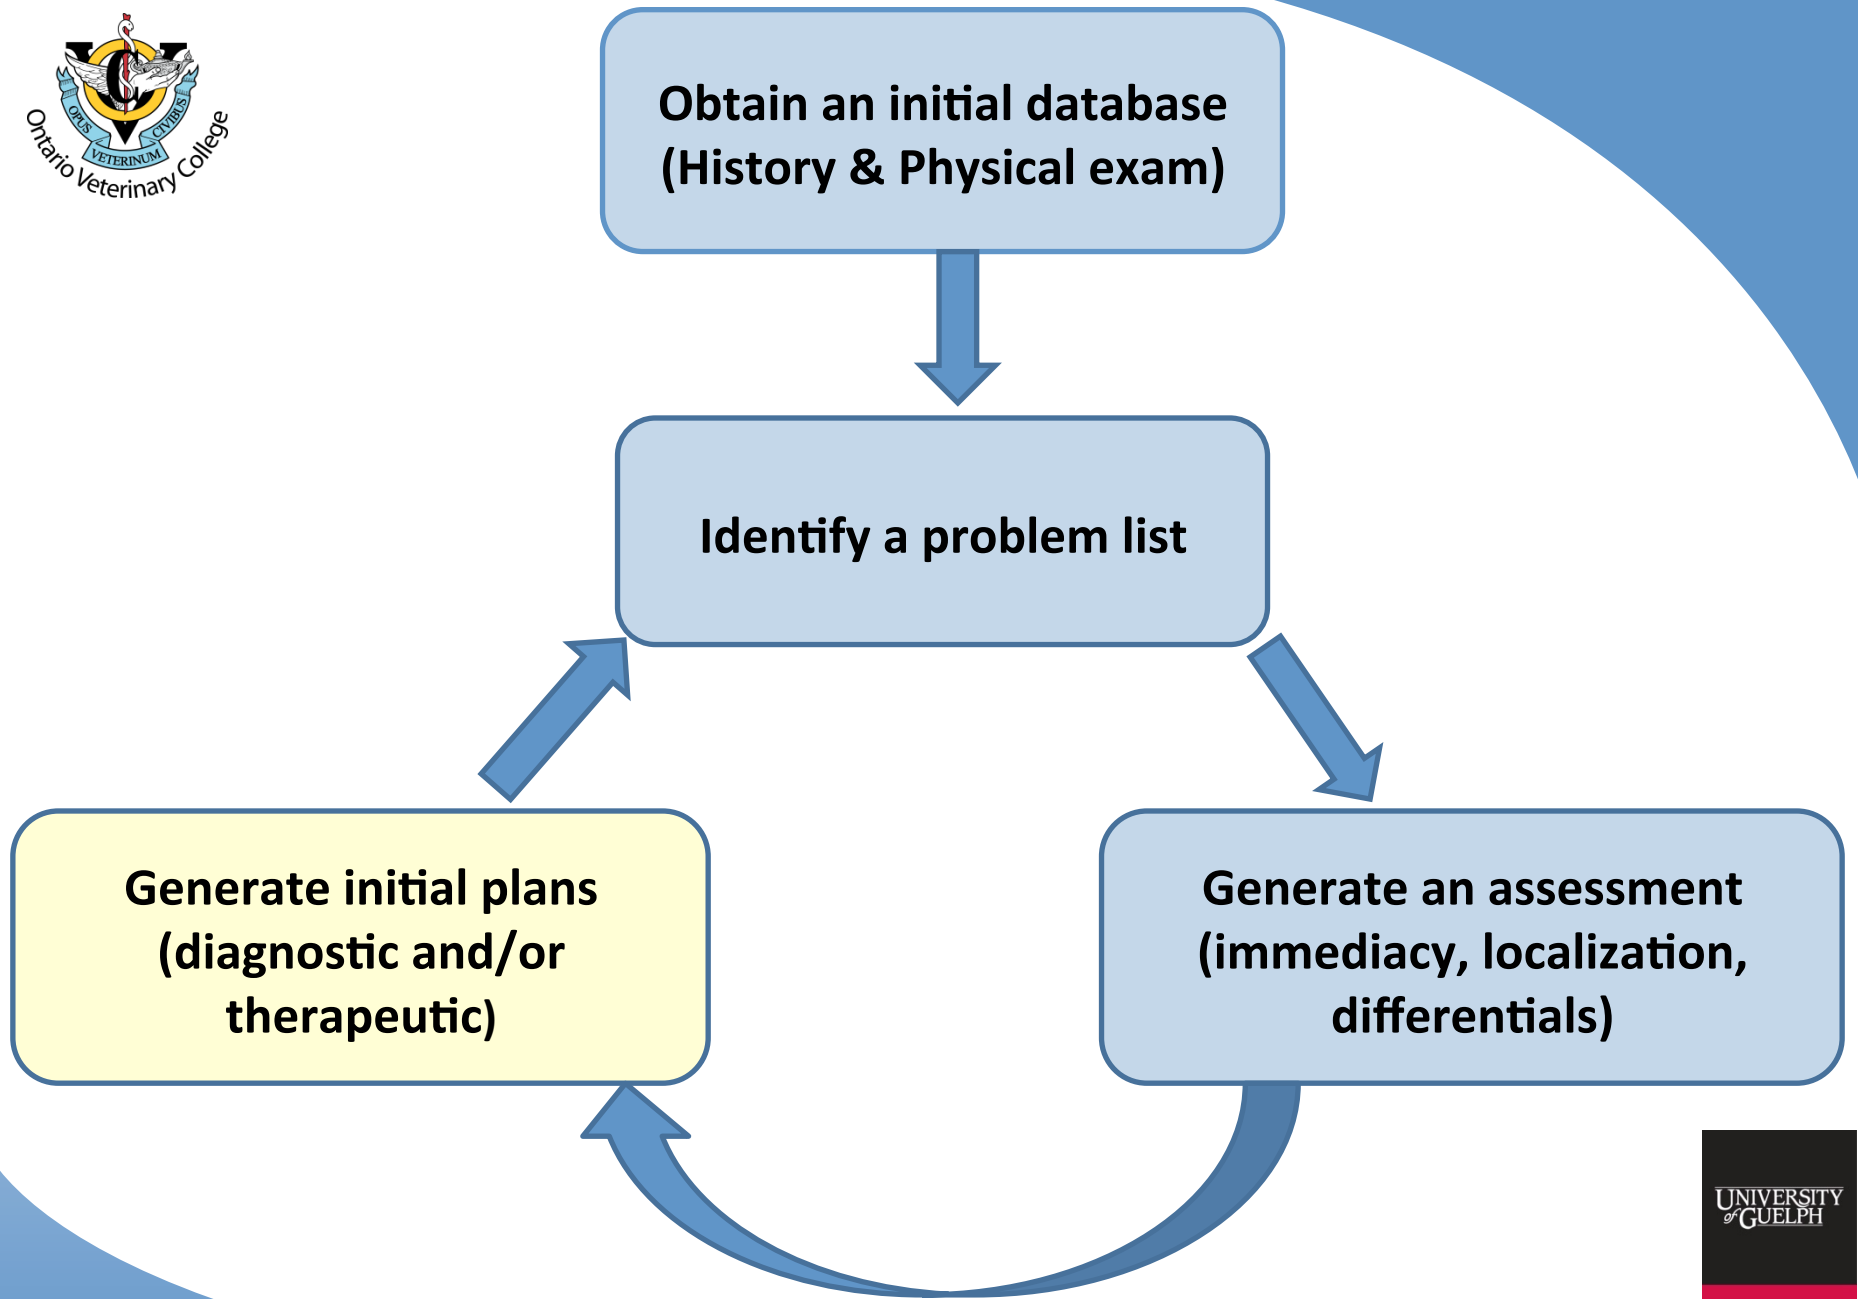 OPUS
VETERINUM
CIVIBUS
C
V
Ontario Veterinary College
Obtain an initial database
(History & Physical exam)
Identify a problem list
Generate initial plans
(diagnostic and/or
therapeutic)
Generate an assessment
(immediacy, localization,
differentials)
UNIVERSITY
of GUELPH